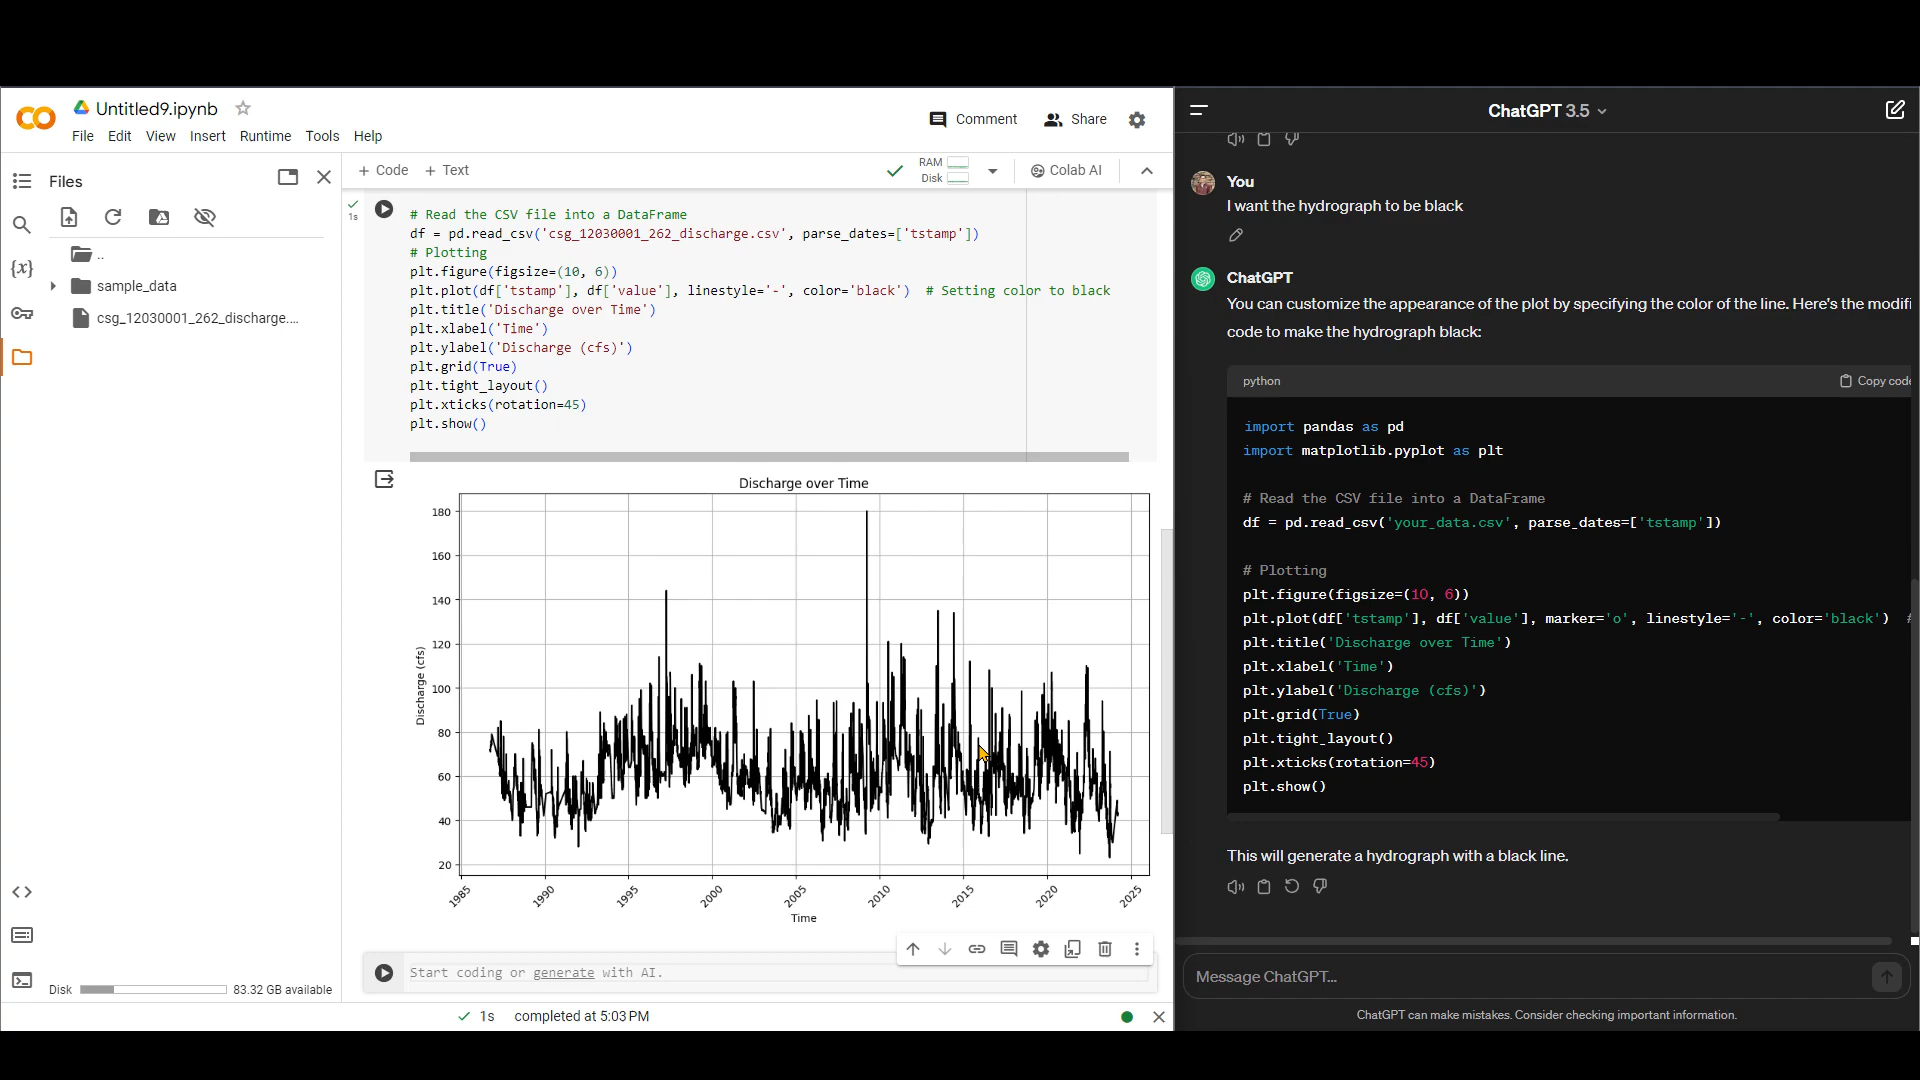 Untitled9.ipynb
File Edit View Insert Runtime Tools Help
Comment Share
Files
..
sample_data
csg_12030001_262_discharge....
Disk 83.32 GB available
+ Code + Text
RAM
Disk
Colab AI
1s
# Read the CSV file into a DataFrame
df = pd.read_csv('csg_12030001_262_discharge.csv', parse_dates=['tstamp'])
# Plotting
plt.figure(figsize=(10, 6))
plt.plot(df['tstamp'], df['value'], linestyle='-', color='black')  # Setting color to black
plt.title('Discharge over Time')
plt.xlabel('Time')
plt.ylabel('Discharge (cfs)')
plt.grid(True)
plt.tight_layout()
plt.xticks(rotation=45)
plt.show()
Discharge over Time
180
160
140
120
100
80
60
40
20
Discharge (cfs)
1985 1990 1995 2000 2005 2010 2015 2020 2025
Time
Start coding or generate with AI.
1s completed at 5:03 PM
ChatGPT 3.5
You
I want the hydrograph to be black
ChatGPT
You can customize the appearance of the plot by specifying the color of the line. Here's the modifi
code to make the hydrograph black:
python Copy code
import pandas as pd
import matplotlib.pyplot as plt
# Read the CSV file into a DataFrame
df = pd.read_csv('your_data.csv', parse_dates=['tstamp'])
# Plotting
plt.figure(figsize=(10, 6))
plt.plot(df['tstamp'], df['value'], marker='o', linestyle='-', color='black')  #
plt.title('Discharge over Time')
plt.xlabel('Time')
plt.ylabel('Discharge (cfs)')
plt.grid(True)
plt.tight_layout()
plt.xticks(rotation=45)
plt.show()
This will generate a hydrograph with a black line.
Message ChatGPT...
ChatGPT can make mistakes. Consider checking important information.